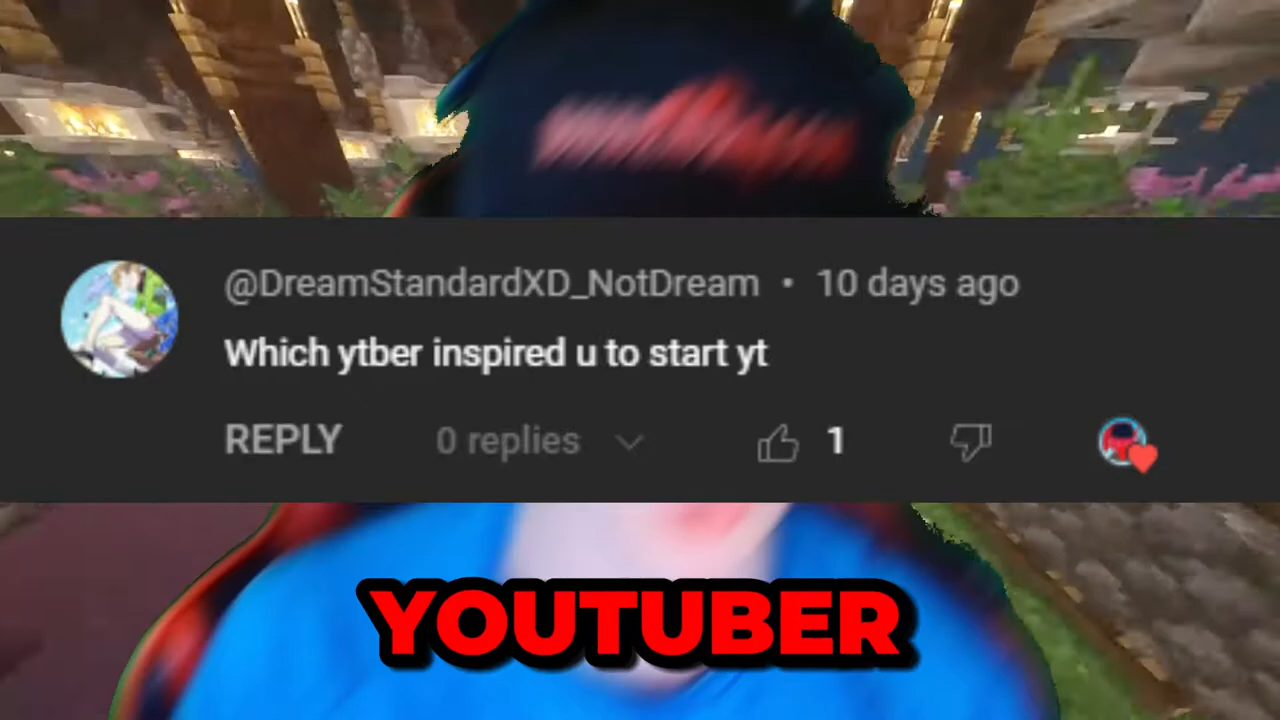 @DreamStandardXD_NotDream • 10 days ago
Which ytber inspired u to start yt
REPLY 0 replies 1
YOUTUBER